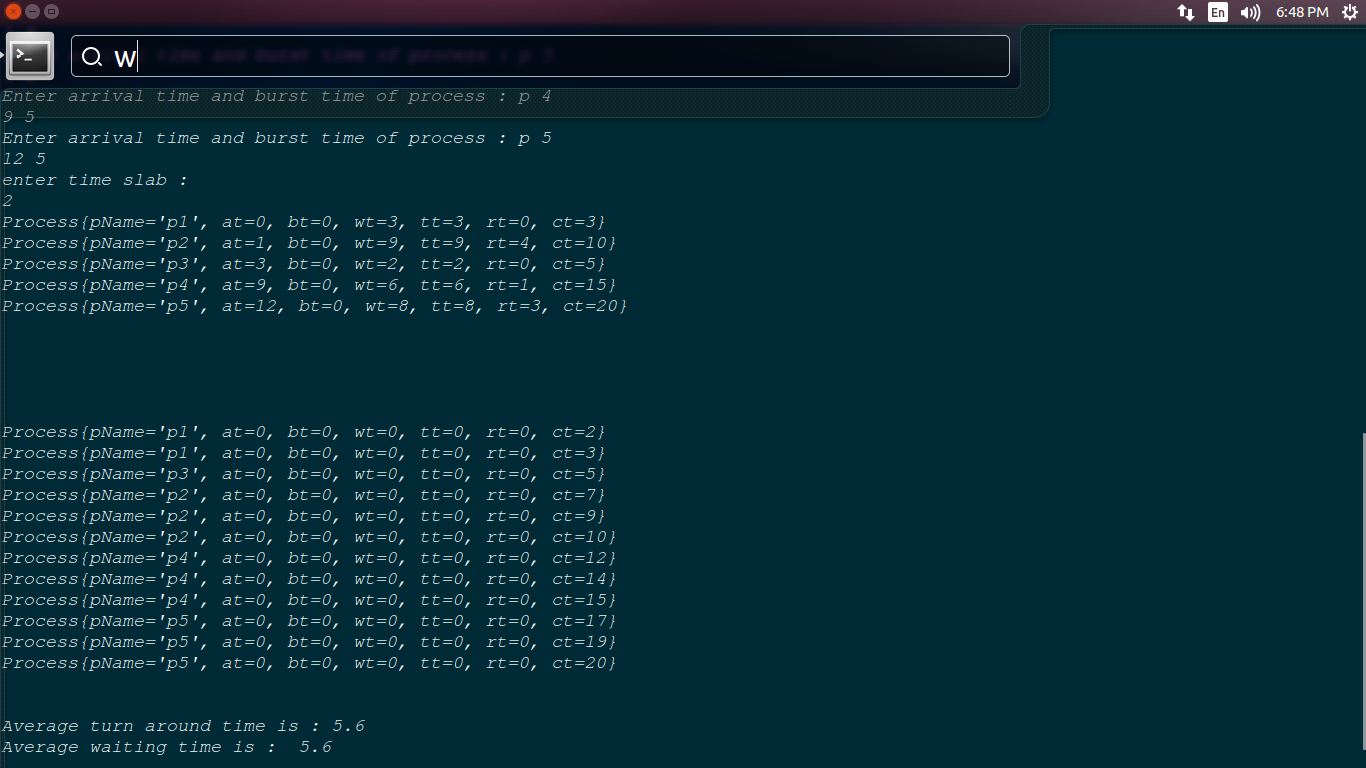 En 6:48 PM
>_
w
time and burst time of process : p 3
Enter arrival time and burst time of process : p 4
9 5
Enter arrival time and burst time of process : p 5
12 5
enter time slab :
2
Process{pName='p1', at=0, bt=0, wt=3, tt=3, rt=0, ct=3}
Process{pName='p2', at=1, bt=0, wt=9, tt=9, rt=4, ct=10}
Process{pName='p3', at=3, bt=0, wt=2, tt=2, rt=0, ct=5}
Process{pName='p4', at=9, bt=0, wt=6, tt=6, rt=1, ct=15}
Process{pName='p5', at=12, bt=0, wt=8, tt=8, rt=3, ct=20}
Process{pName='p1', at=0, bt=0, wt=0, tt=0, rt=0, ct=2}
Process{pName='p1', at=0, bt=0, wt=0, tt=0, rt=0, ct=3}
Process{pName='p3', at=0, bt=0, wt=0, tt=0, rt=0, ct=5}
Process{pName='p2', at=0, bt=0, wt=0, tt=0, rt=0, ct=7}
Process{pName='p2', at=0, bt=0, wt=0, tt=0, rt=0, ct=9}
Process{pName='p2', at=0, bt=0, wt=0, tt=0, rt=0, ct=10}
Process{pName='p4', at=0, bt=0, wt=0, tt=0, rt=0, ct=12}
Process{pName='p4', at=0, bt=0, wt=0, tt=0, rt=0, ct=14}
Process{pName='p4', at=0, bt=0, wt=0, tt=0, rt=0, ct=15}
Process{pName='p5', at=0, bt=0, wt=0, tt=0, rt=0, ct=17}
Process{pName='p5', at=0, bt=0, wt=0, tt=0, rt=0, ct=19}
Process{pName='p5', at=0, bt=0, wt=0, tt=0, rt=0, ct=20}
Average turn around time is : 5.6
Average waiting time is :  5.6